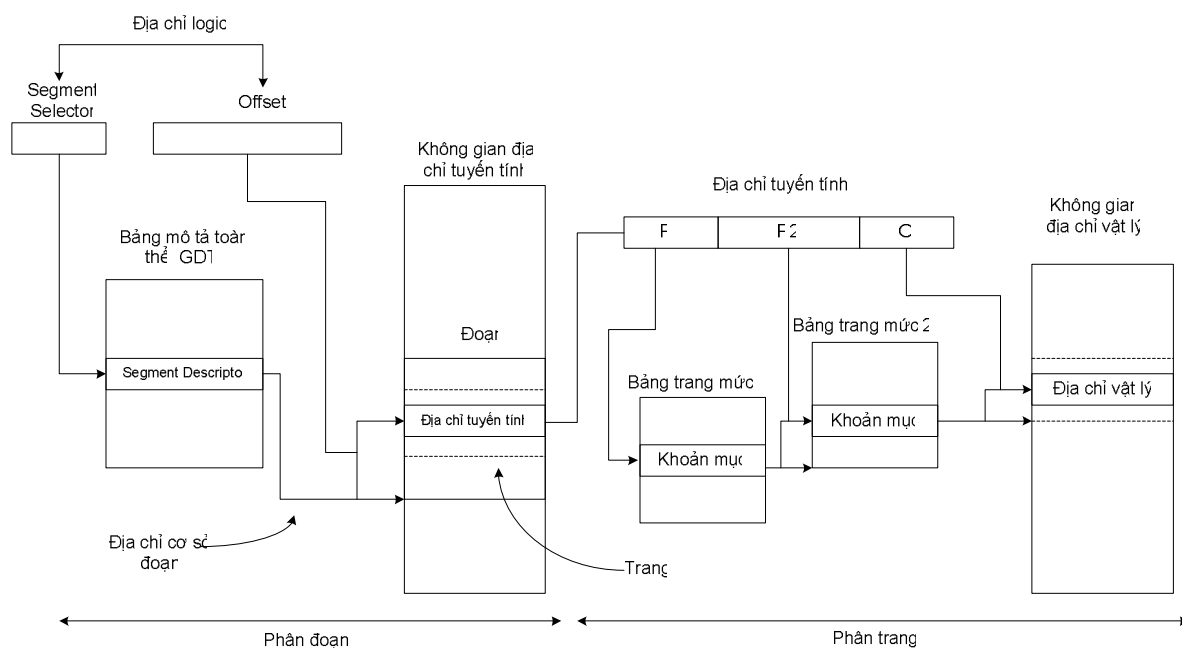 Địa chỉ logic
Segment
Selector
Offset
Không gian địa
chỉ tuyến tính
Địa chỉ tuyến tính
Không gian
địa chỉ vật lý
P
P2
Bảng mô tả toàn
thể GDT
Đoạn
Bảng trang mức 2
Segment Descripto
Bảng trang mức
Địa chỉ vật lý
Địa chỉ tuyến tính
Khoản mục
Khoản mục
Địa chỉ cơ sở
đoạn
Trang
Phân đoạn
Phân trang